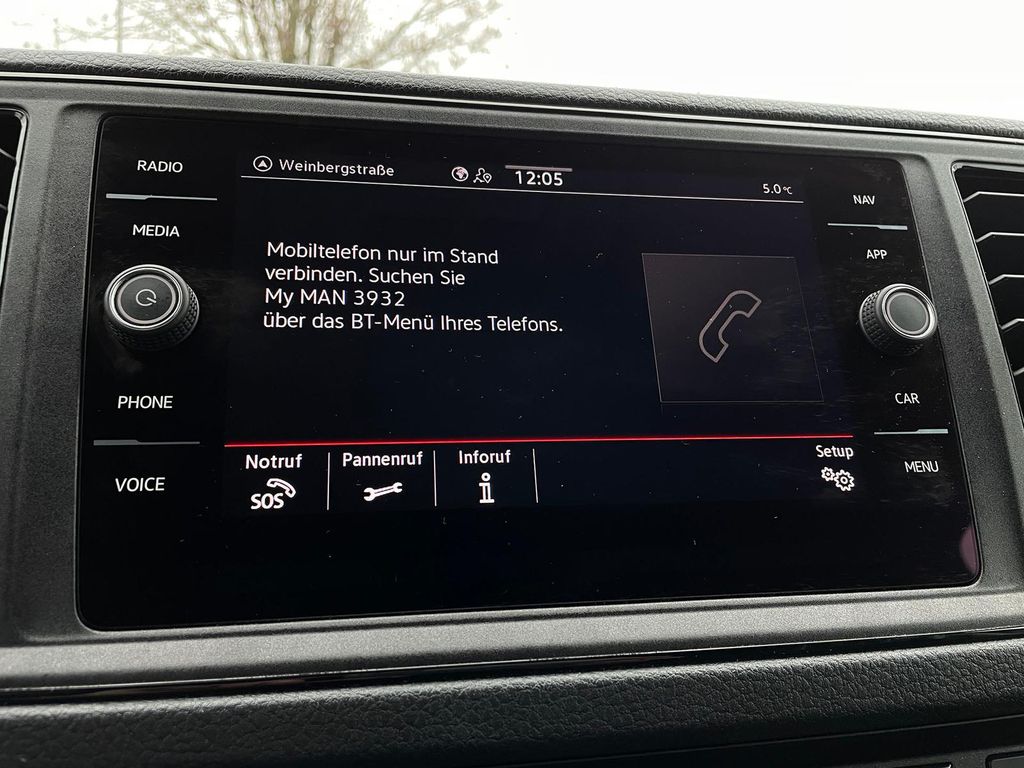 RADIO
MEDIA
PHONE
VOICE
Weinbergstraße
12:05
5.0°C
Mobiltelefon nur im Stand
verbinden. Suchen Sie
My MAN 3932
über das BT-Menü Ihres Telefons.
Notruf
SOS
Pannenruf
Inforuf
Setup
NAV
APP
CAR
MENU